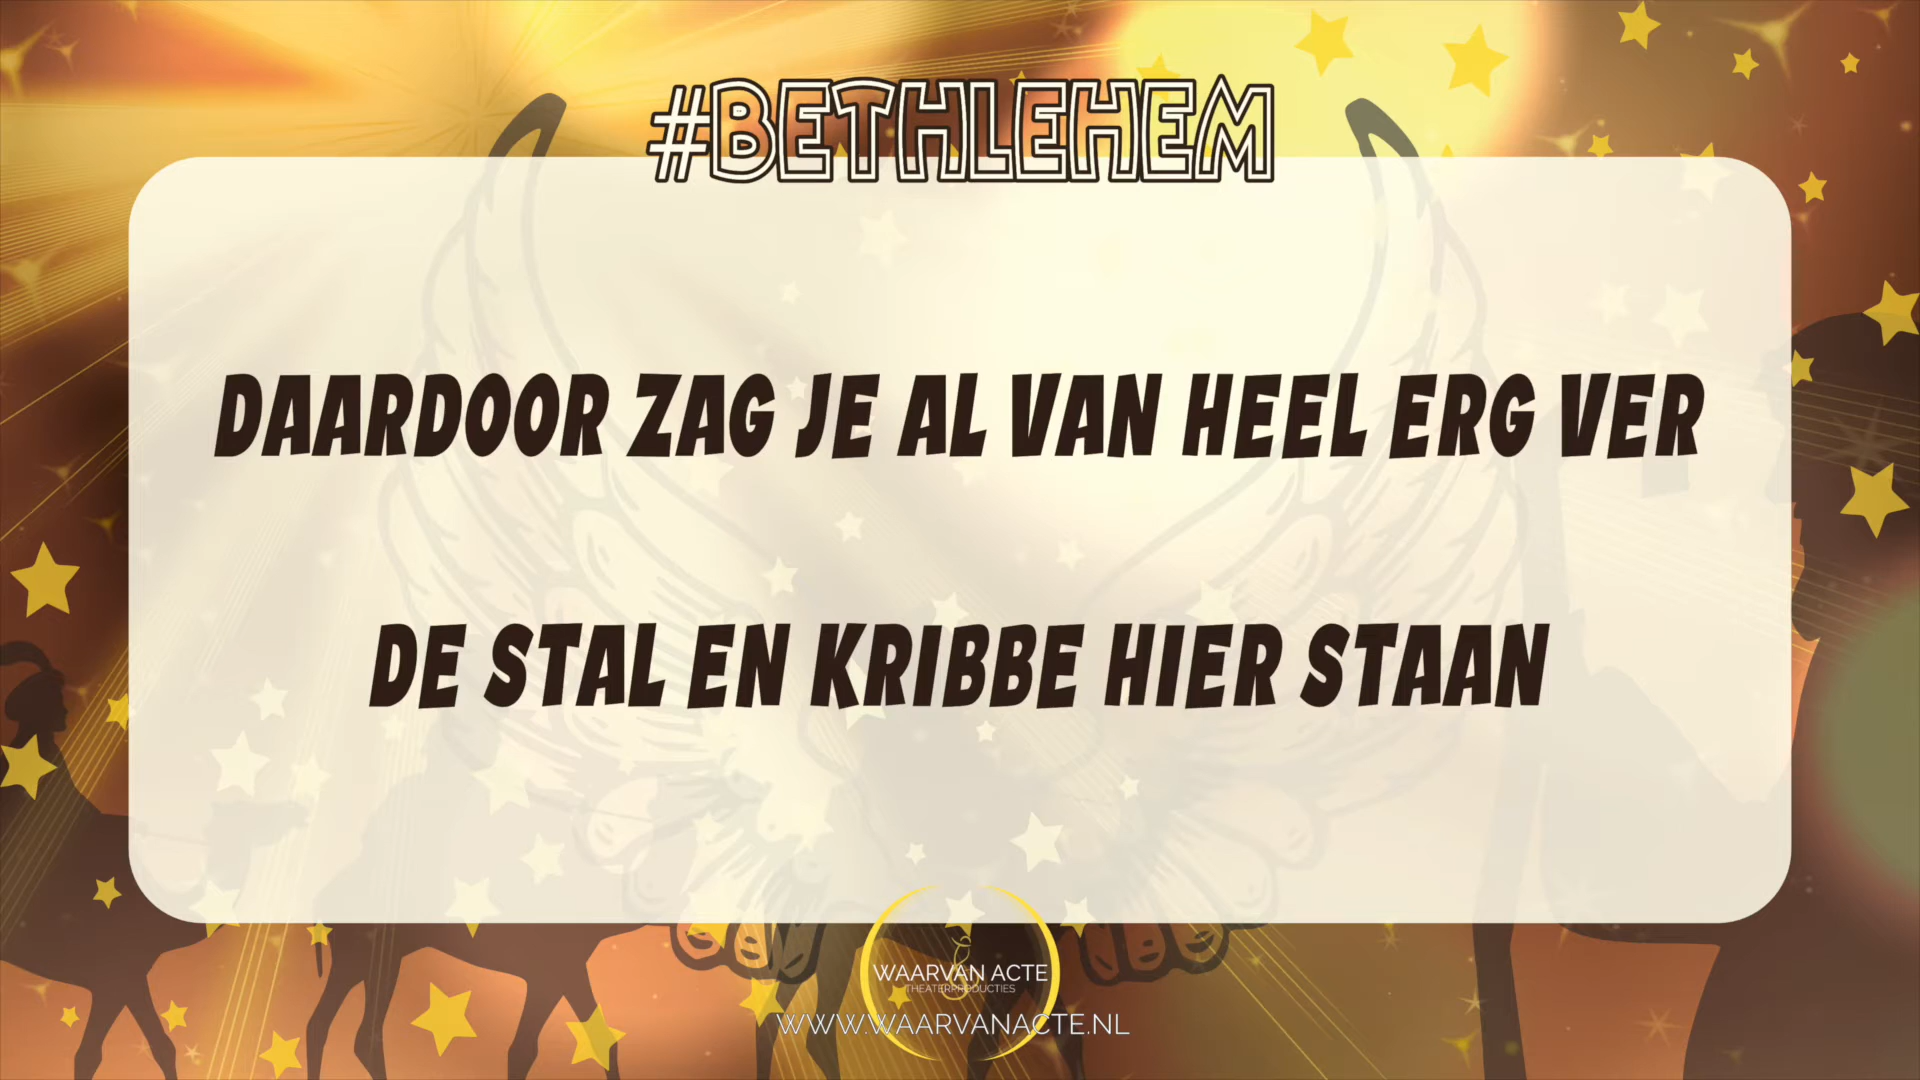 #BETHLEHEM
DAARDOOR ZAG JE AL VAN HEEL ERG VER
DE STAL EN KRIBBE HIER STAAN
WAARVAN ACTE
THEATERPRODUCTIES
WWW.WAARVANACTE.NL